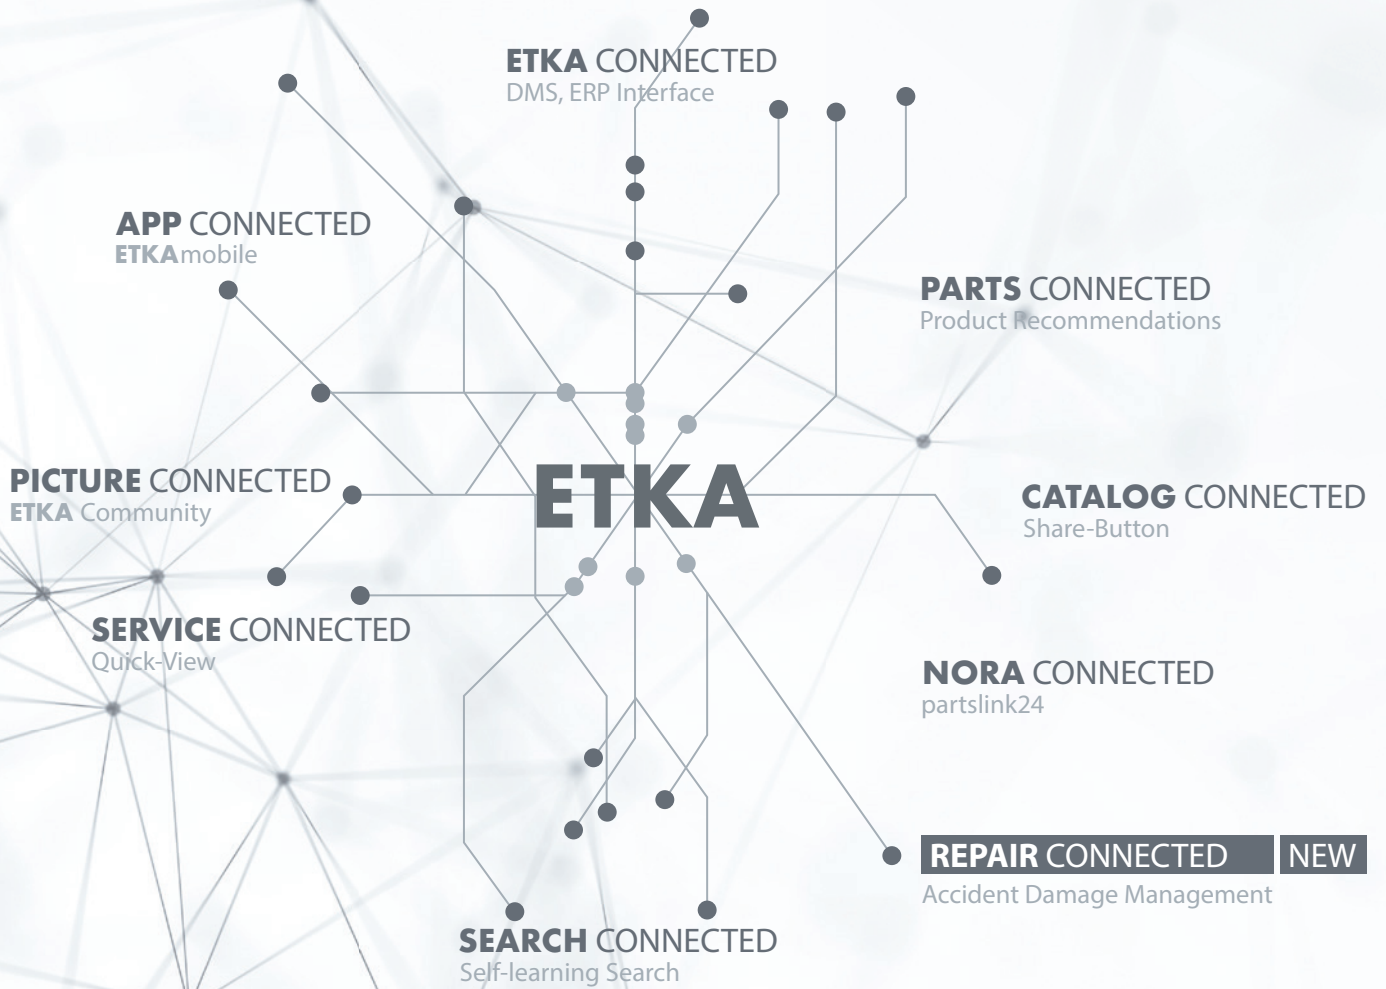 ETKA CONNECTED
DMS, ERP Interface
APP CONNECTED
ETKAmobile
PARTS CONNECTED
Product Recommendations
PICTURE CONNECTED
ETKA Community
ETKA
CATALOG CONNECTED
Share-Button
SERVICE CONNECTED
Quick-View
NORA CONNECTED
partslink24
REPAIR CONNECTED NEW
Accident Damage Management
SEARCH CONNECTED
Self-learning Search